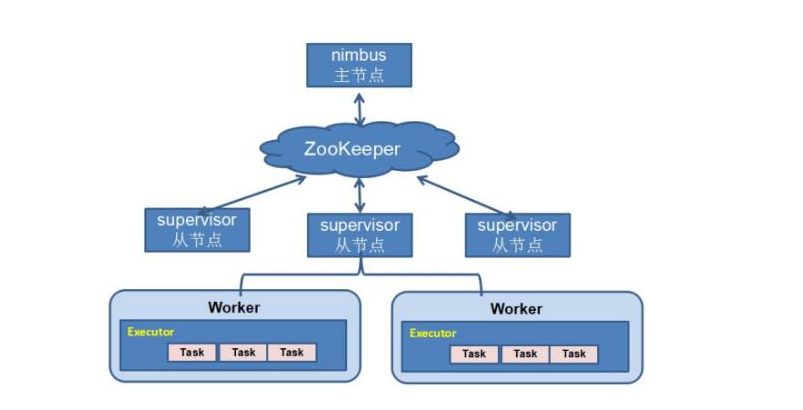 nimbus
主节点
ZooKeeper
supervisor
从节点
supervisor
从节点
supervisor
从节点
Worker
Executor
Task Task Task
Worker
Executor
Task Task Task